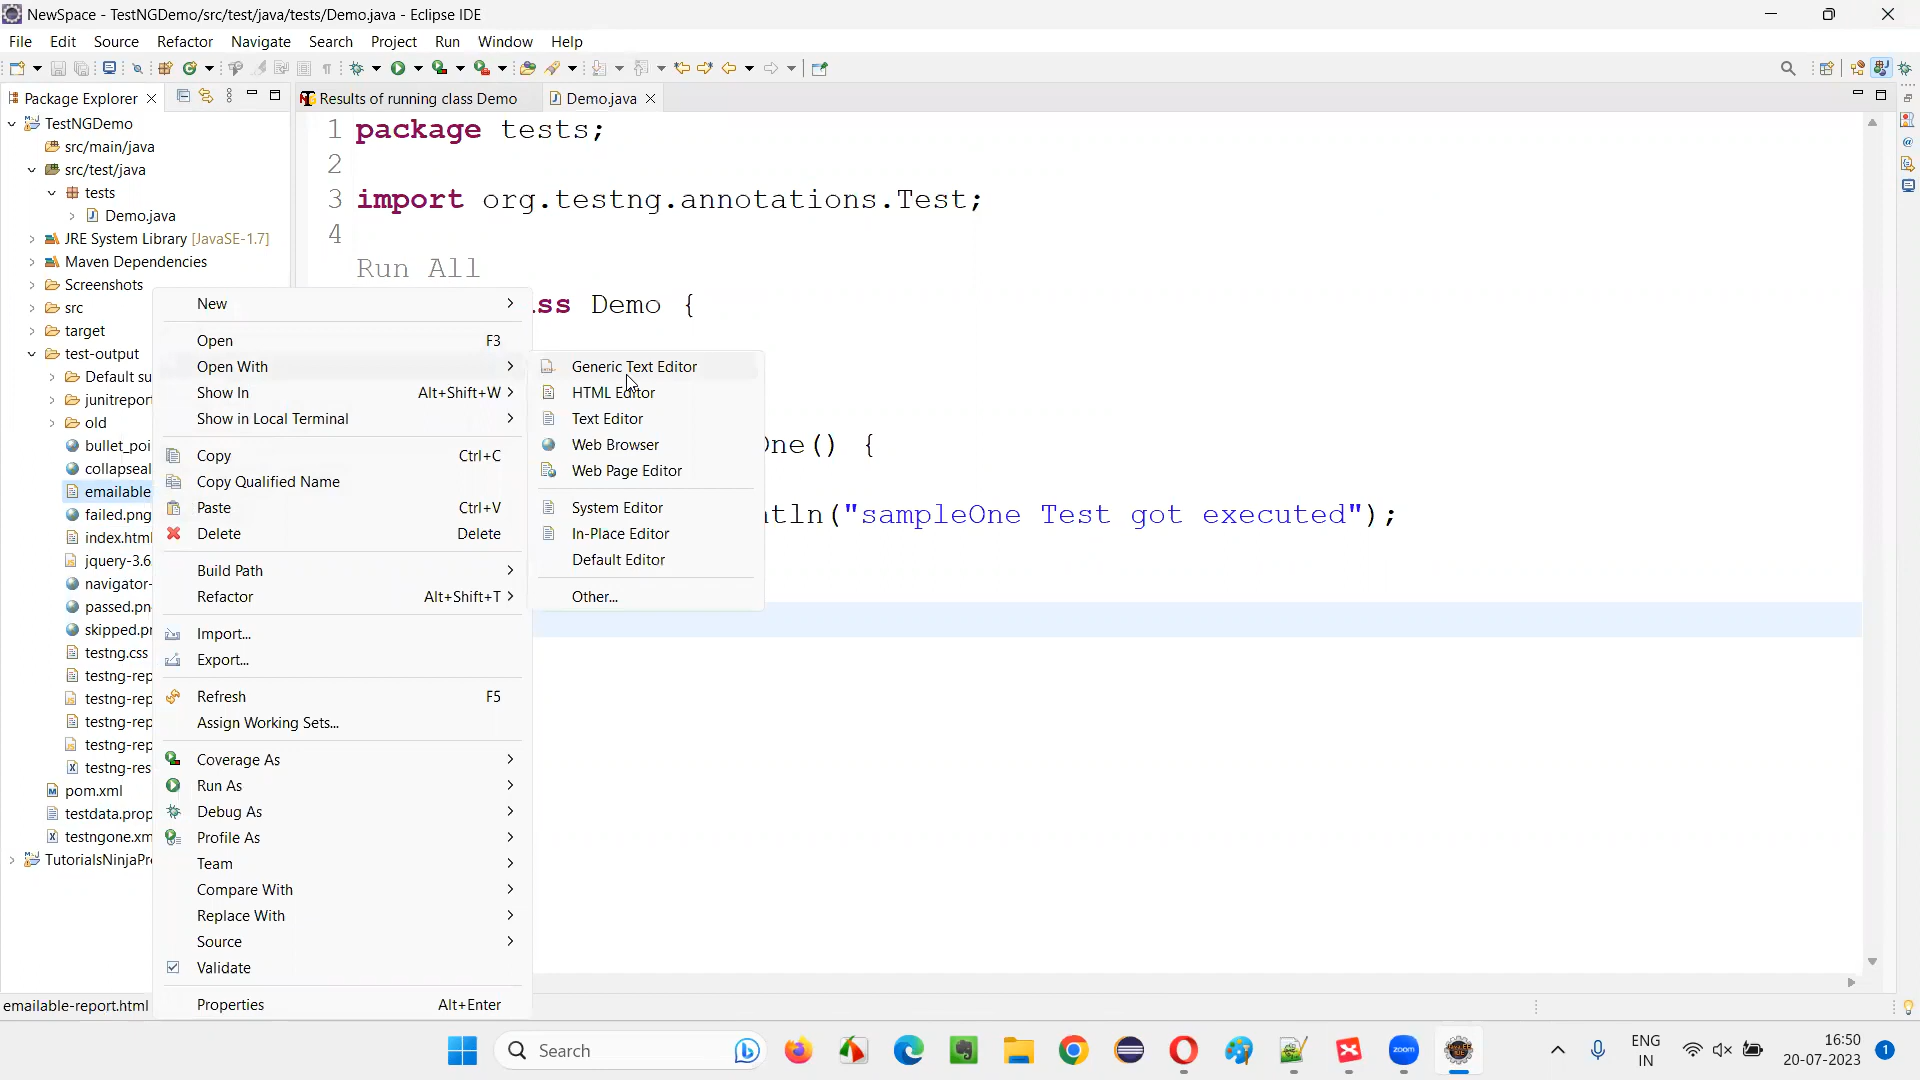 NewSpace - TestNGDemo/src/test/java/tests/Demo.java - Eclipse IDE
File Edit Source Refactor Navigate Search Project Run Window Help
Package Explorer
Results of running class Demo
Demo.java
TestNGDemo
src/main/java
src/test/java
tests
Demo.java
JRE System Library [JavaSE-1.7]
Maven Dependencies
Screenshots
src
target
test-output
Default su
junitreport
old
bullet_poi
collapseal
emailable
failed.png
index.html
jquery-3.6
navigator-
passed.pn
skipped.pr
testng.css
testng-rep
testng-rep
testng-rep
testng-rep
testng-res
pom.xml
testdata.prop
testngone.xm
TutorialsNinjaPr
1 package tests;
2
3 import org.testng.annotations.Test;
4
Run All
ss Demo {
One() {
tln("sampleOne Test got executed");
New
Open F3
Open With
Show In Alt+Shift+W
Show in Local Terminal
Copy Ctrl+C
Copy Qualified Name
Paste Ctrl+V
Delete Delete
Build Path
Refactor Alt+Shift+T
Import...
Export...
Refresh F5
Assign Working Sets...
Coverage As
Run As
Debug As
Profile As
Team
Compare With
Replace With
Source
Validate
Properties Alt+Enter
Generic Text Editor
HTML Editor
Text Editor
Web Browser
Web Page Editor
System Editor
In-Place Editor
Default Editor
Other...
emailable-report.html
Search
zoom
ENG
IN
16:50
20-07-2023
1